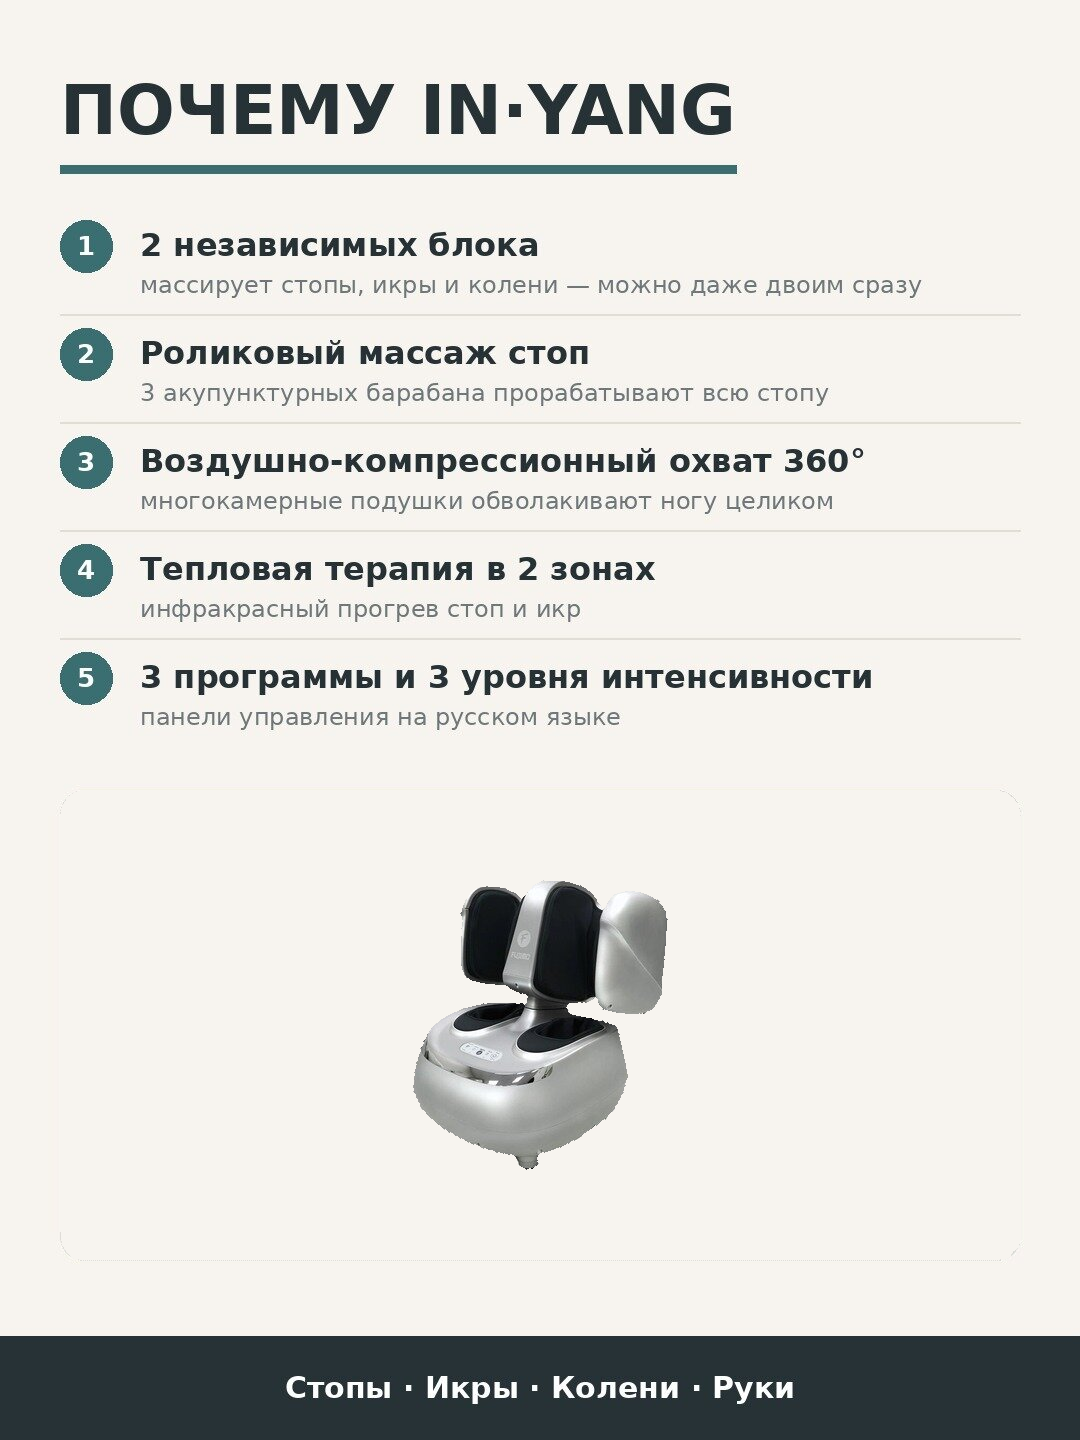 ПОЧЕМУ IN·YANG
1
2 независимых блока
массирует стопы, икры и колени — можно даже двоим сразу
2
Роликовый массаж стоп
3 акупунктурных барабана прорабатывают всю стопу
3
Воздушно-компрессионный охват 360°
многокамерные подушки обволакивают ногу целиком
4
Тепловая терапия в 2 зонах
инфракрасный прогрев стоп и икр
5
3 программы и 3 уровня интенсивности
панели управления на русском языке
Стопы · Икры · Колени · Руки